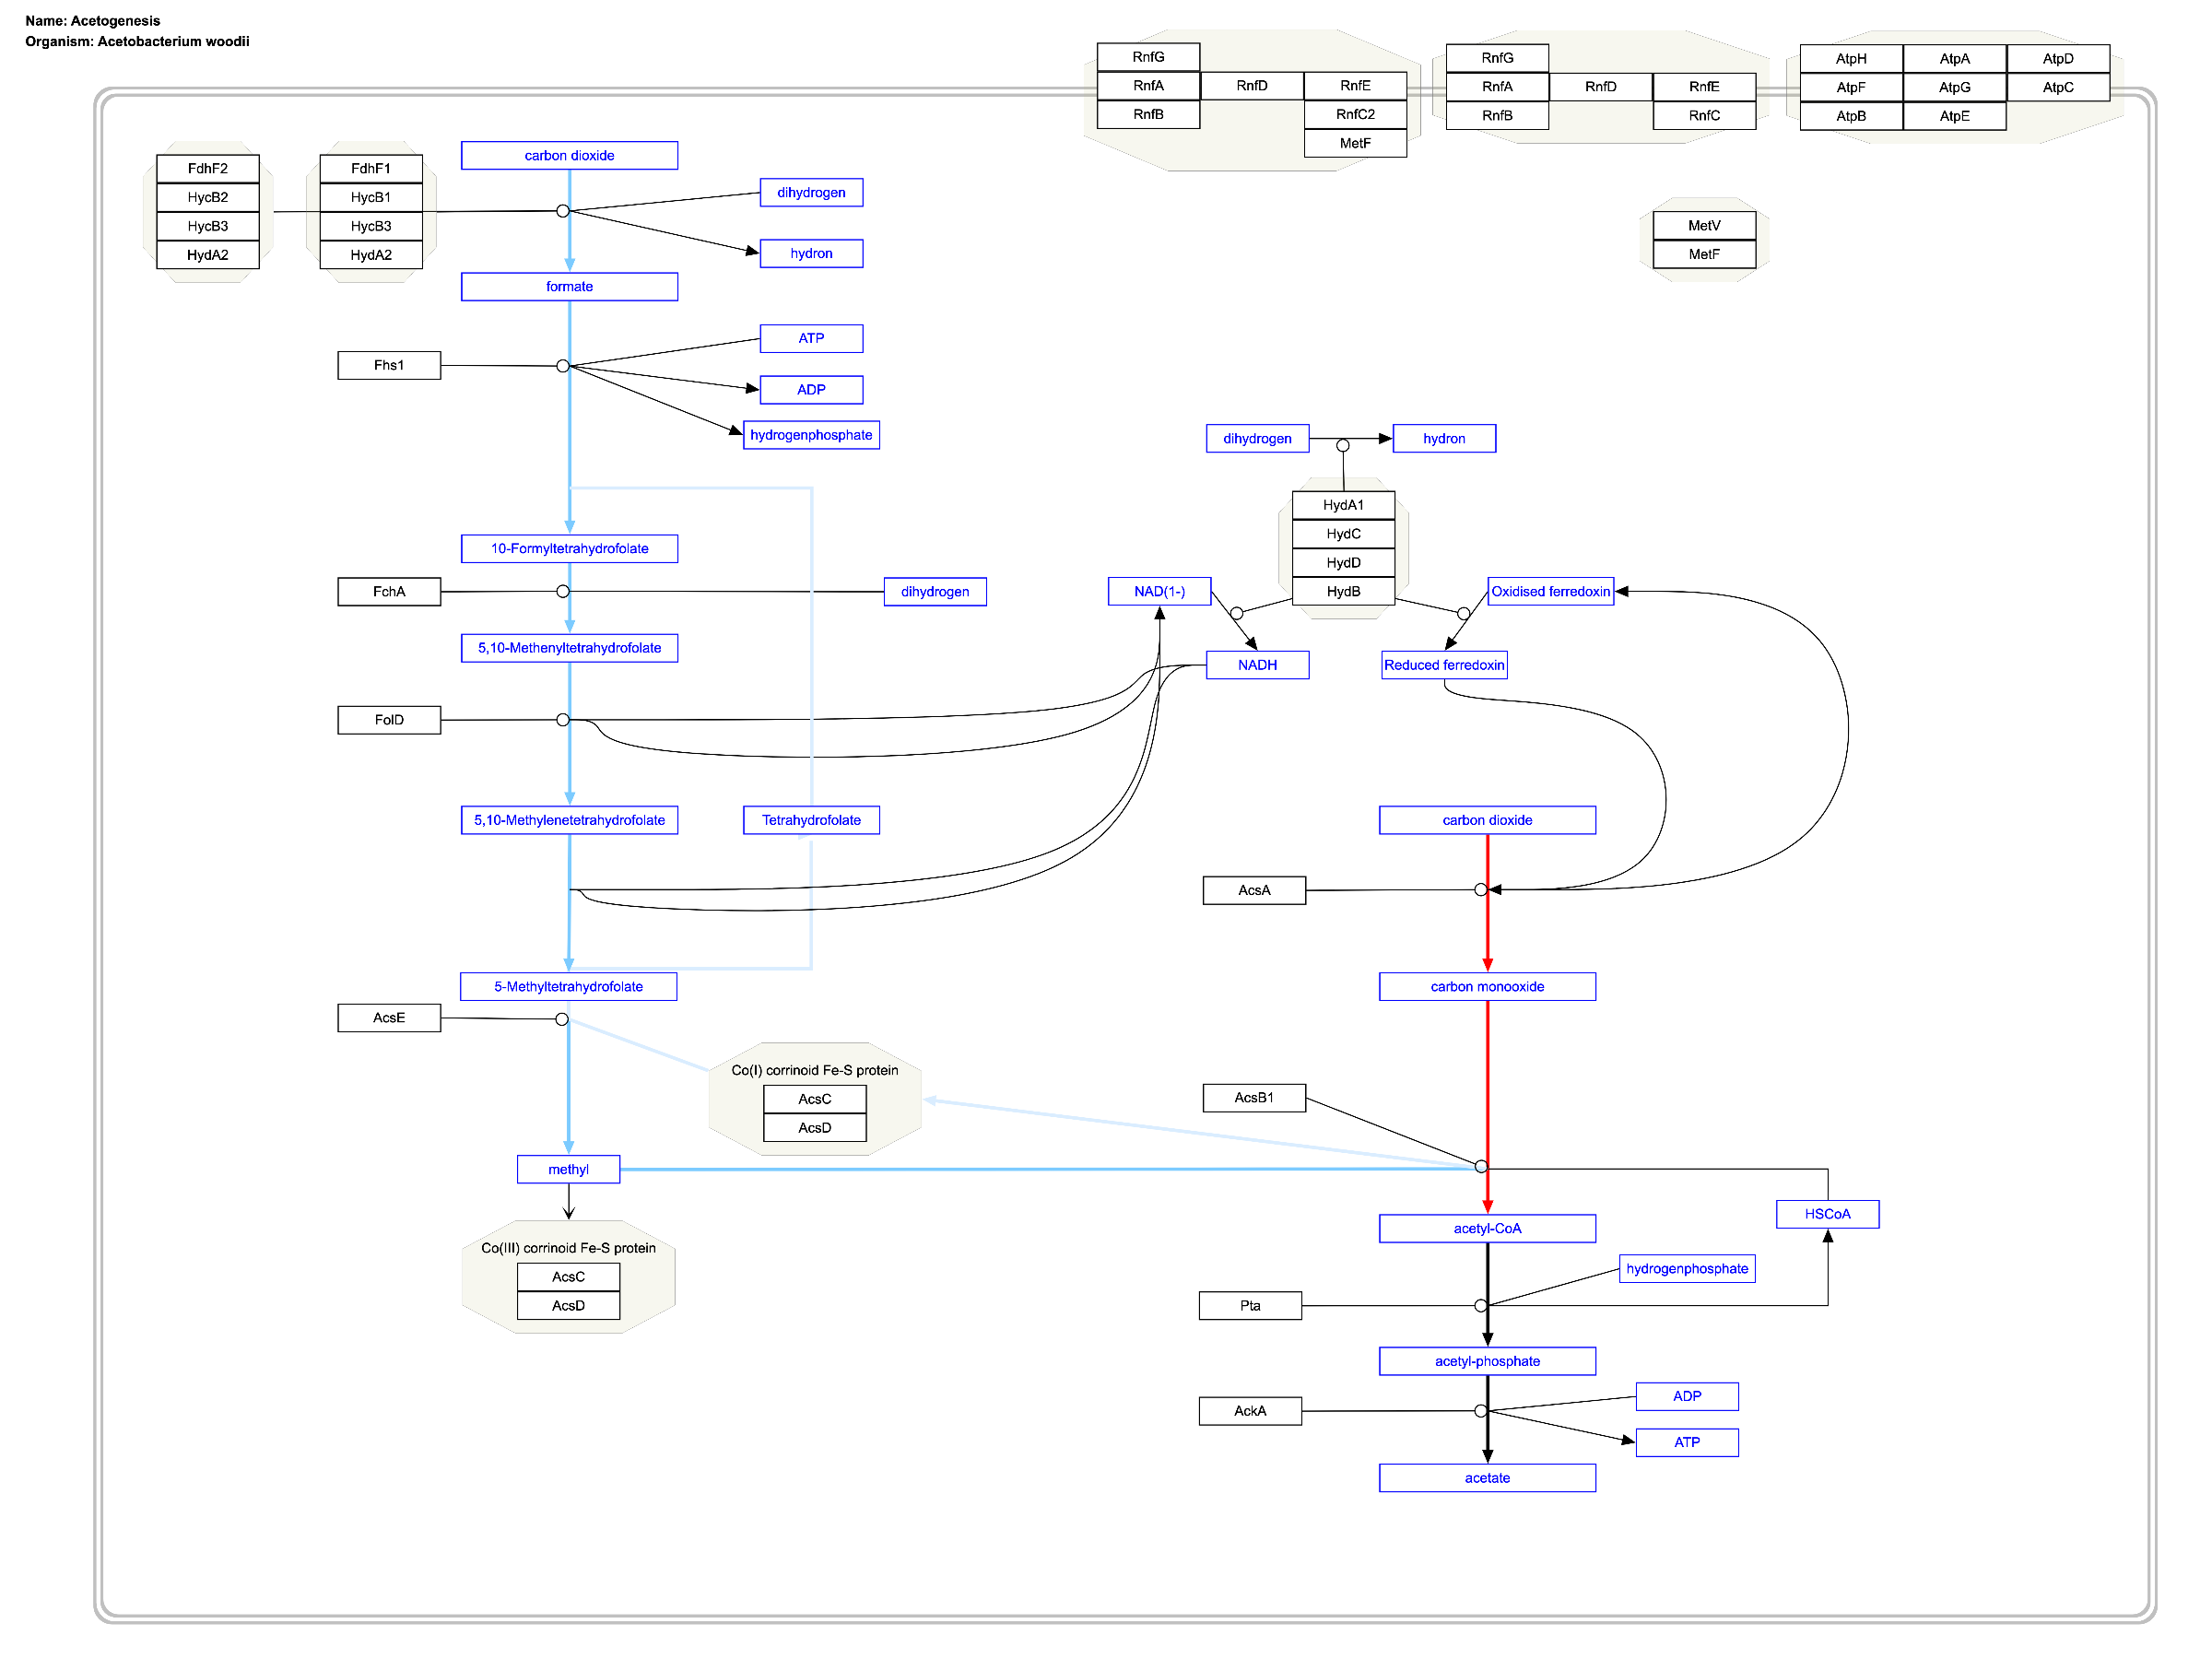 Name: Acetogenesis
Organism: Acetobacterium woodii
RnfG
RnfA
RnfD
RnfE
RnfB
RnfC2
MetF
RnfG
RnfA
RnfD
RnfE
RnfB
RnfC
AtpH
AtpA
AtpD
AtpF
AtpG
AtpC
AtpB
AtpE
MetV
MetF
FdhF2
HycB2
HycB3
HydA2
FdhF1
HycB1
HycB3
HydA2
carbon dioxide
dihydrogen
hydron
formate
Fhs1
ATP
ADP
hydrogenphosphate
10-Formyltetrahydrofolate
FchA
dihydrogen
5,10-Methenyltetrahydrofolate
FolD
5,10-Methylenetetrahydrofolate
Tetrahydrofolate
5-Methyltetrahydrofolate
AcsE
Co(I) corrinoid Fe-S protein
AcsC
AcsD
methyl
Co(III) corrinoid Fe-S protein
AcsC
AcsD
dihydrogen
hydron
HydA1
HydC
HydD
HydB
NAD(1-)
NADH
Oxidised ferredoxin
Reduced ferredoxin
carbon dioxide
AcsA
carbon monooxide
AcsB1
acetyl-CoA
HSCoA
hydrogenphosphate
Pta
acetyl-phosphate
AckA
ADP
ATP
acetate